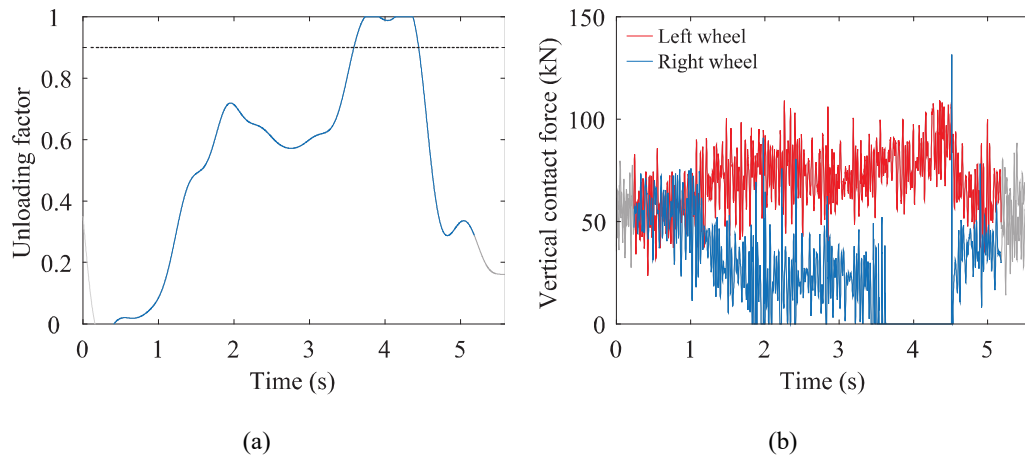 1
0.8
0.6
0.4
0.2
0
Unloading factor
0 1 2 3 4 5
Time (s)
(a)
150
100
50
0
Vertical contact force (kN)
Left wheel
Right wheel
0 1 2 3 4 5
Time (s)
(b)